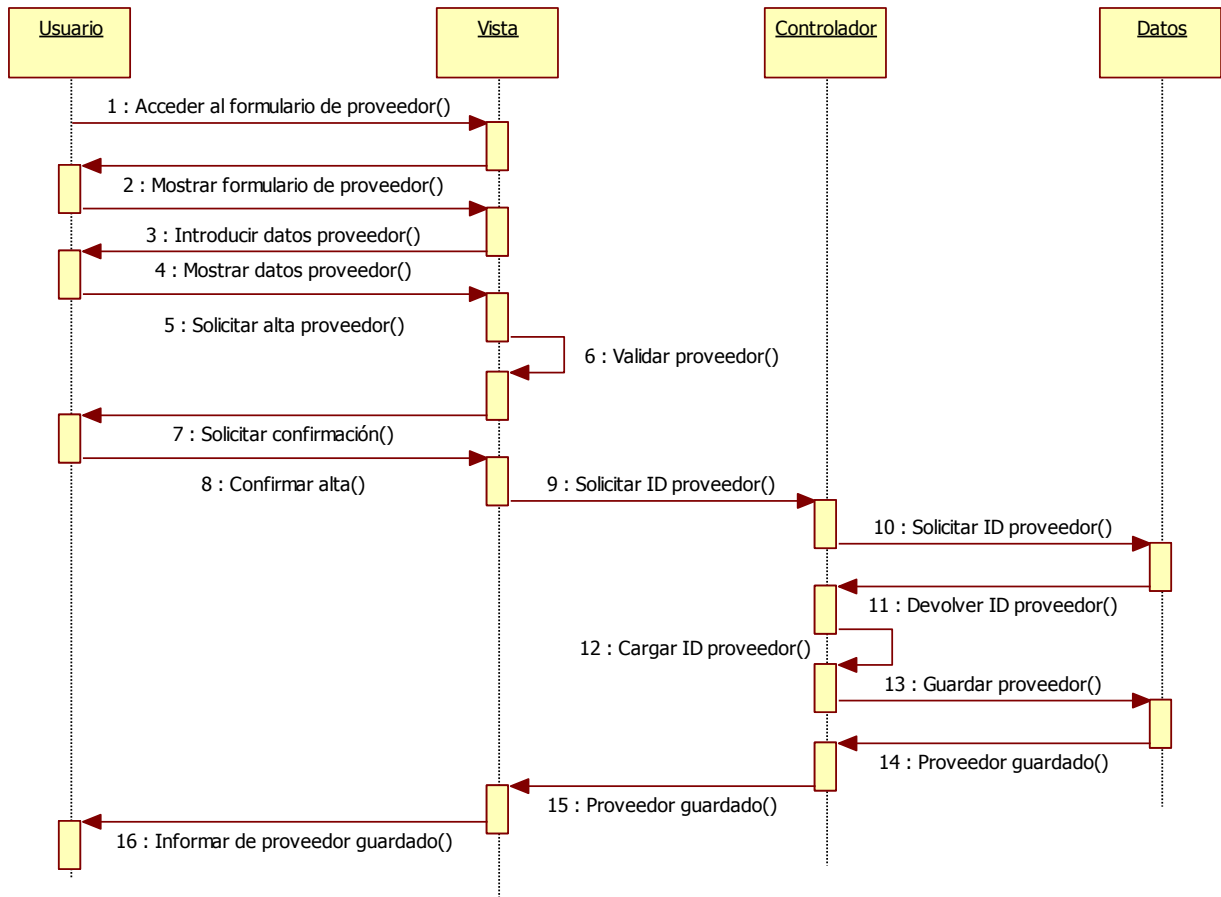 Usuario
Vista
Controlador
Datos
1 : Acceder al formulario de proveedor()
2 : Mostrar formulario de proveedor()
3 : Introducir datos proveedor()
4 : Mostrar datos proveedor()
5 : Solicitar alta proveedor()
6 : Validar proveedor()
7 : Solicitar confirmación()
8 : Confirmar alta()
9 : Solicitar ID proveedor()
10 : Solicitar ID proveedor()
11 : Devolver ID proveedor()
12 : Cargar ID proveedor()
13 : Guardar proveedor()
14 : Proveedor guardado()
15 : Proveedor guardado()
16 : Informar de proveedor guardado()